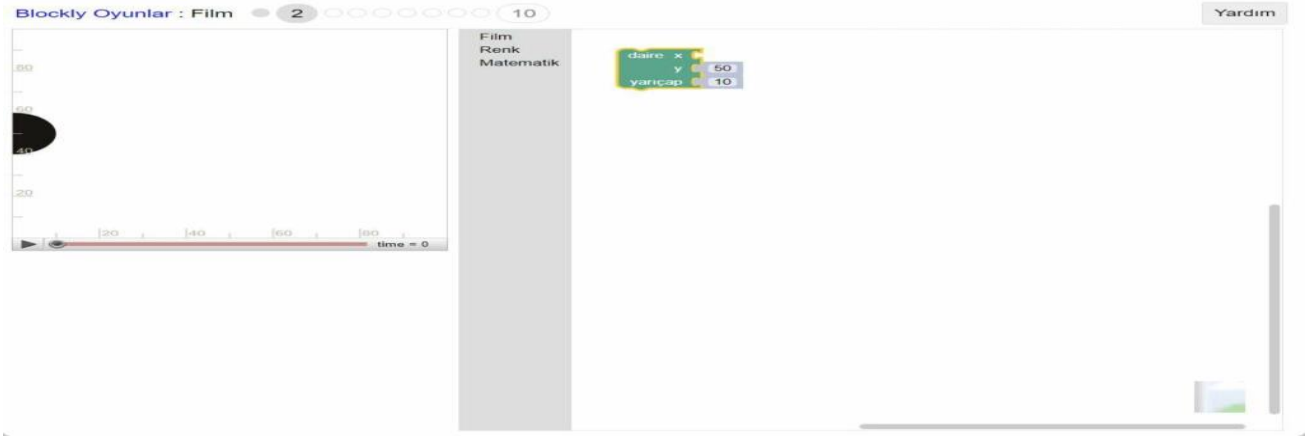 Blockly Oyunlar : Film 2 10 Yardım
80
60
40
20
20 40 60 80
time = 0
Film
Renk
Matematik
daire x
y 50
yarıçap 10